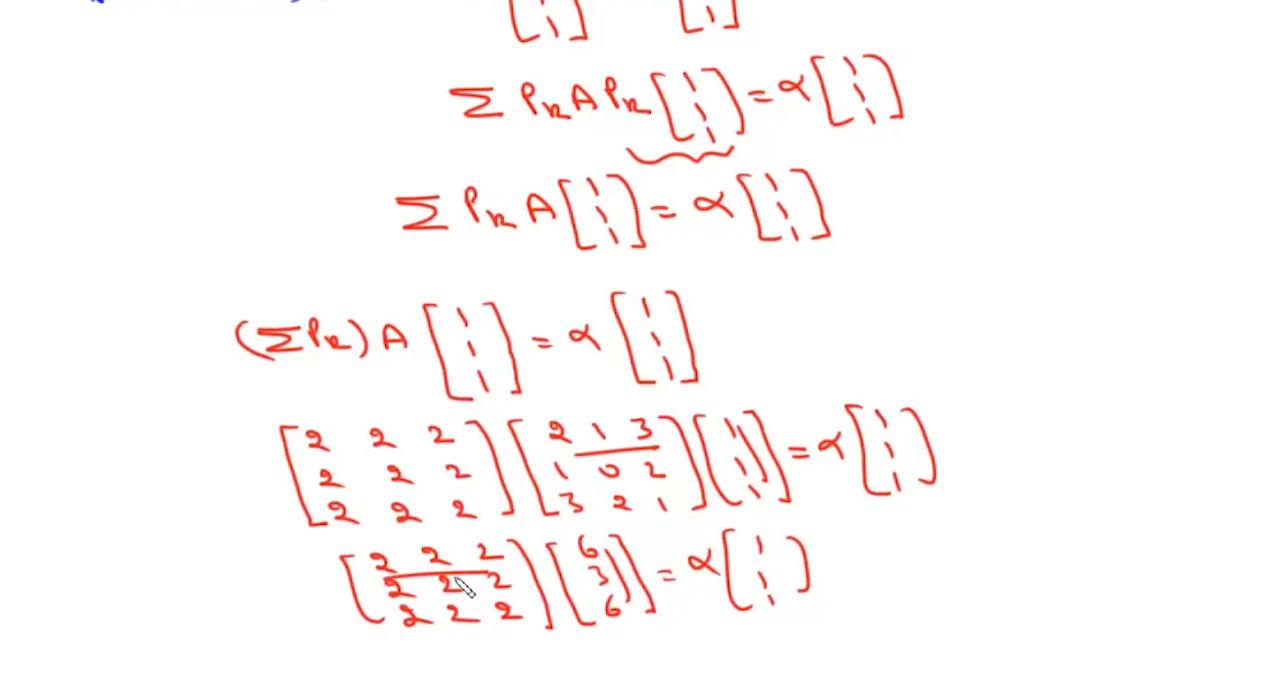 [1] [1]
Σ P_k A P_k [1 1 1] = α [1 1 1]
Σ P_k A [1 1 1] = α [1 1 1]
(Σ P_k) A [1 1 1] = α [1 1 1]
[2 2 2; 2 2 2; 2 2 2] [2 1 3; 1 0 2; 3 2 1] [1 1 1] = α [1 1 1]
[2 2 2; 2 2 2; 2 2 2] [6 3 6] = α [1 1 1]